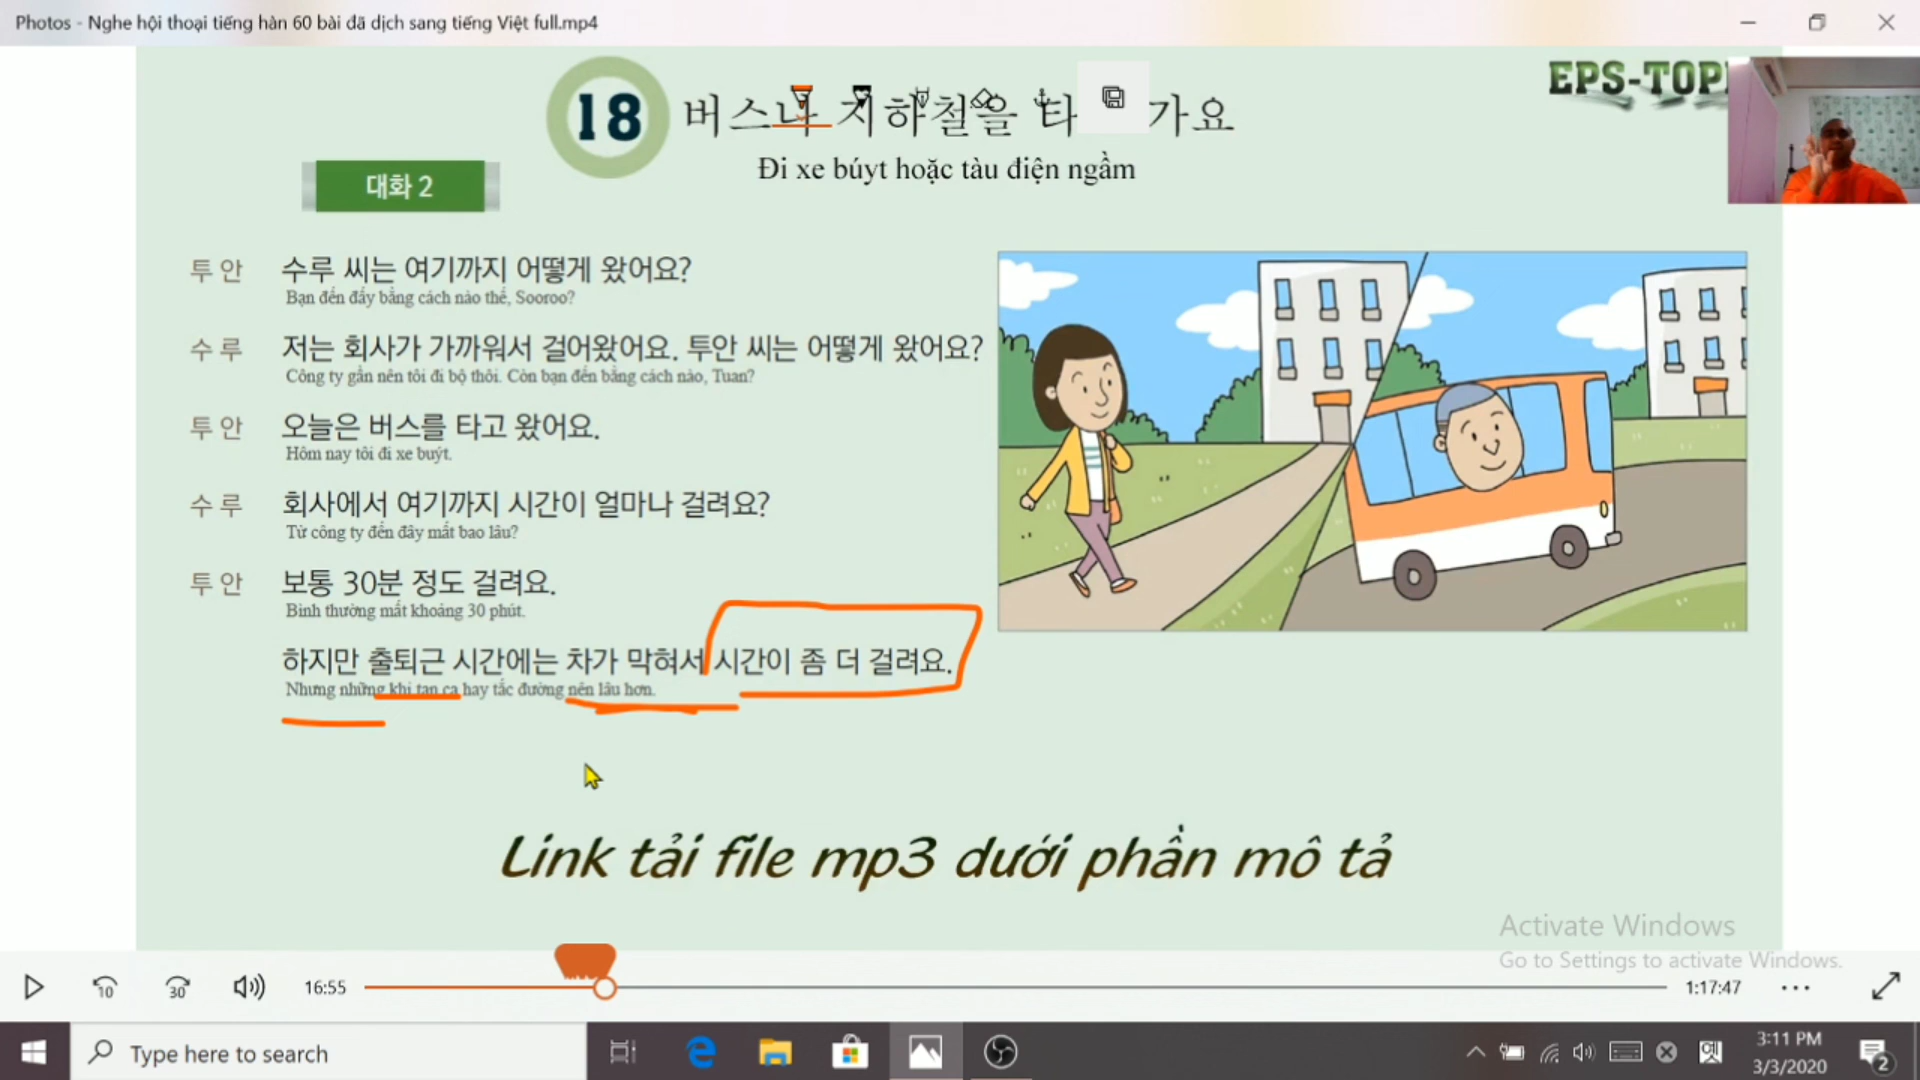 Photos - Nghe hội thoại tiếng hàn 60 bài đã dịch sang tiếng Việt full.mp4
EPS-TOP
18 버스나 지하철을 타 가요
Đi xe búyt hoặc tàu điện ngầm
대화 2
투안 수루 씨는 여기까지 어떻게 왔어요?
Bạn đến đấy bằng cách nào thế, Sooroo?
수루 저는 회사가 가까워서 걸어왔어요. 투안 씨는 어떻게 왔어요?
Công ty gần nên tôi đi bộ thôi. Còn bạn đến bằng cách nào, Tuan?
투안 오늘은 버스를 타고 왔어요.
Hôm nay tôi đi xe buýt.
수루 회사에서 여기까지 시간이 얼마나 걸려요?
Từ công ty đến đây mất bao lâu?
투안 보통 30분 정도 걸려요.
Bình thường mất khoảng 30 phút.
하지만 출퇴근 시간에는 차가 막혀서 시간이 좀 더 걸려요.
Nhưng những khi tan ca hay tắc đường nên lâu hơn.
Link tải file mp3 dưới phần mô tả
Activate Windows
Go to Settings to activate Windows.
10 30 16:55 1:17:47
Type here to search
3:11 PM
3/3/2020
2